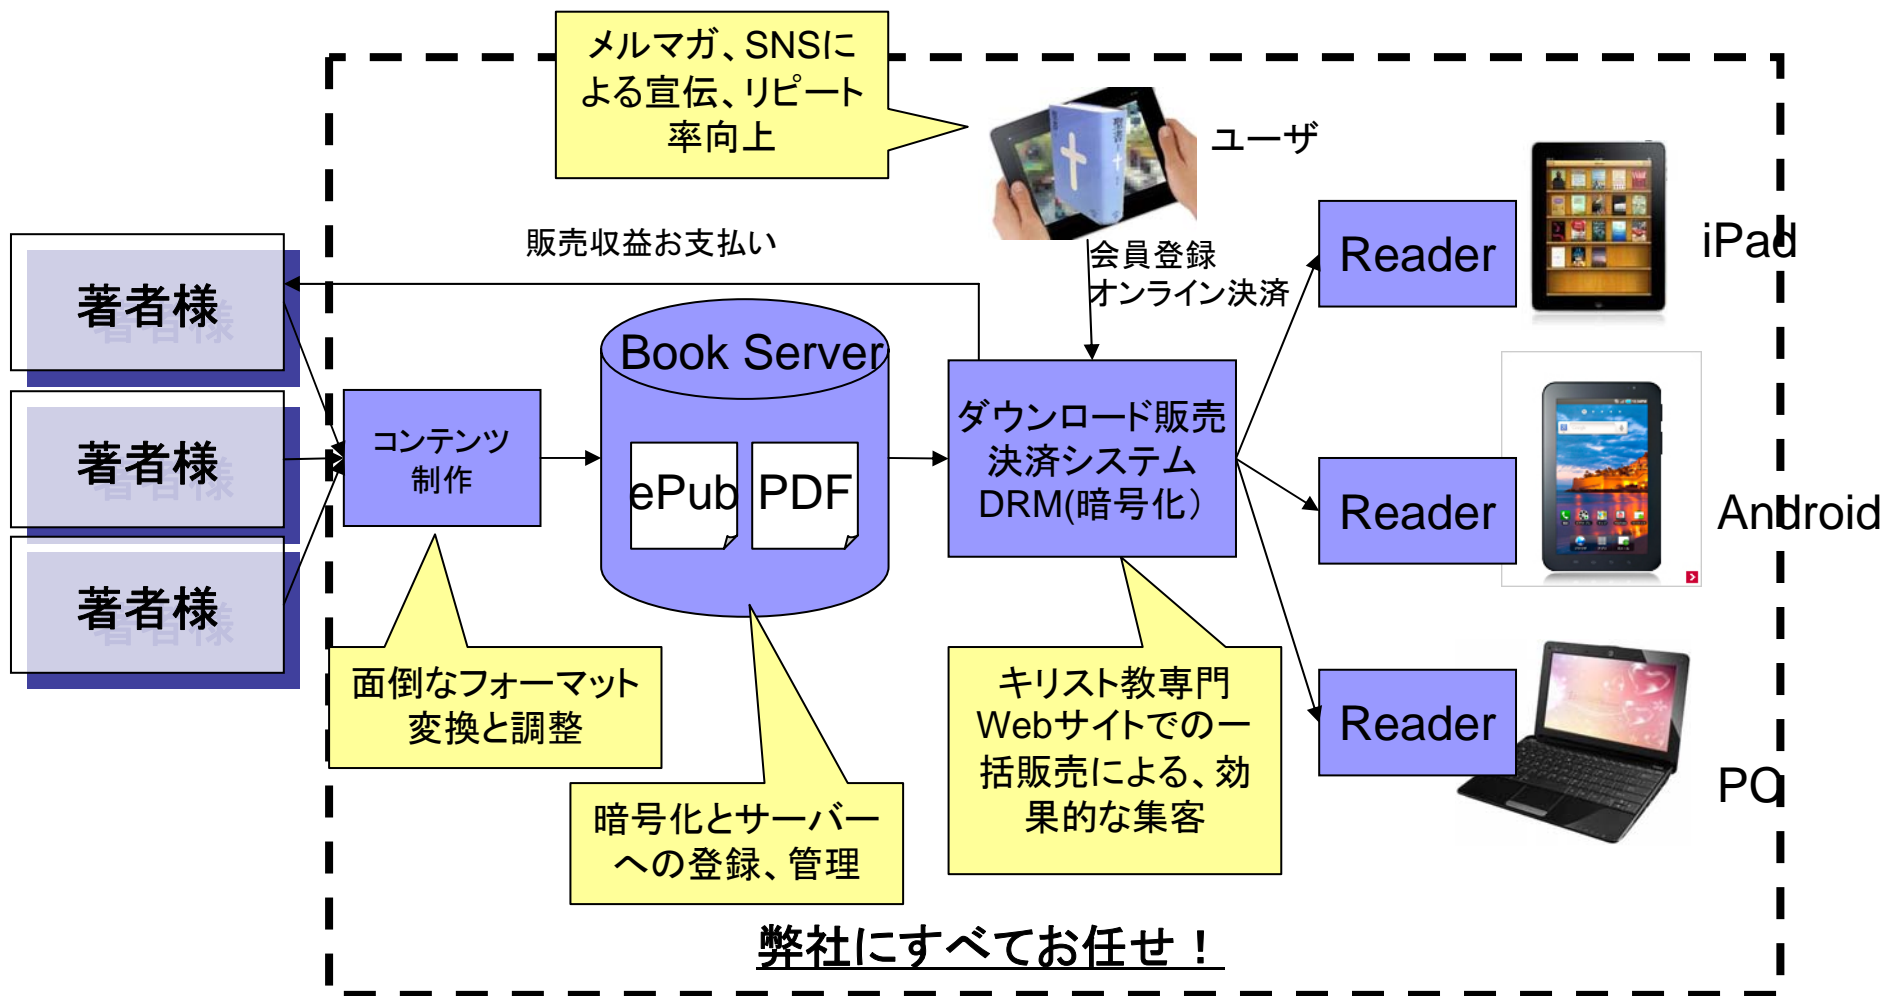 メルマガ、SNSに
よる宣伝、リピート
率向上
聖書
ユーザ
販売収益お支払い
会員登録
オンライン決済
Reader
iPad
著者様
Book Server
コンテンツ
制作
ePub
PDF
ダウンロード販売
決済システム
DRM(暗号化）
著者様
Reader
Android
著者様
面倒なフォーマット
変換と調整
暗号化とサーバー
への登録、管理
キリスト教専門
Webサイトでの一
括販売による、効
果的な集客
Reader
PC
弊社にすべてお任せ！